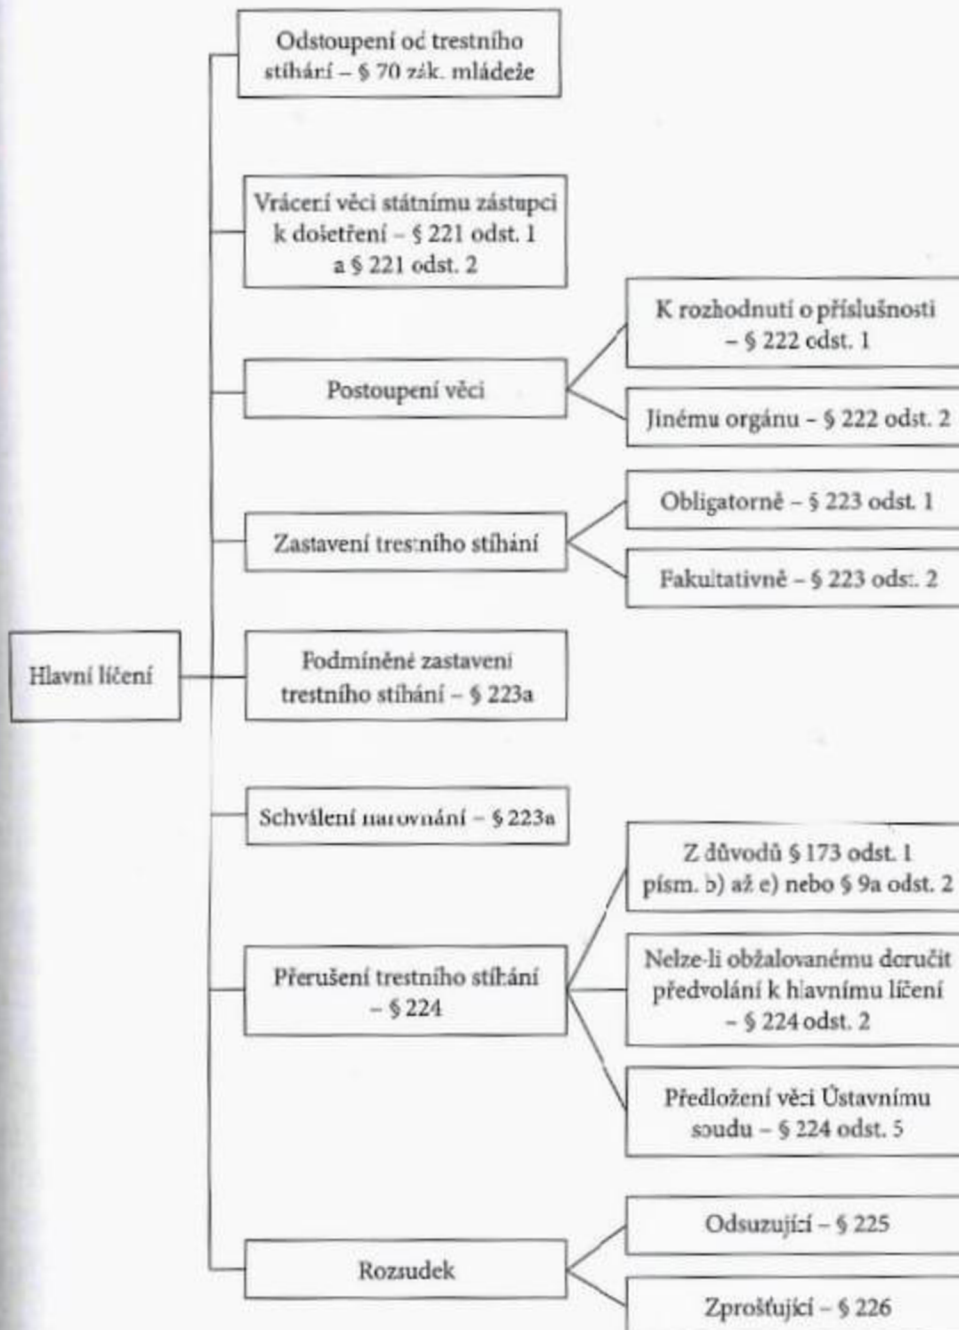 Odstoupení od trestního
stíhání – § 70 zák. mládeže
Vrácení věci státnímu zástupci
k došetření – § 221 odst. 1
a § 221 odst. 2
K rozhodnutí o příslušnosti
– § 222 odst. 1
Postoupení věci
Jinému orgánu – § 222 odst. 2
Obligatorně – § 223 odst. 1
Zastavení trestního stíhání
Fakultativně – § 223 odst. 2
Hlavní líčení
Podmíněné zastavení
trestního stíhání – § 223a
Schválení narovnání – § 223a
Z důvodů § 173 odst. 1
písm. b) až e) nebo § 9a odst. 2
Přerušení trestního stíhání
– § 224
Nelze-li obžalovanému doručit
předvolání k hlavnímu líčení
– § 224 odst. 2
Předložení věci Ústavnímu
soudu – § 224 odst. 5
Rozsudek
Odsuzující – § 225
Zprošťující – § 226